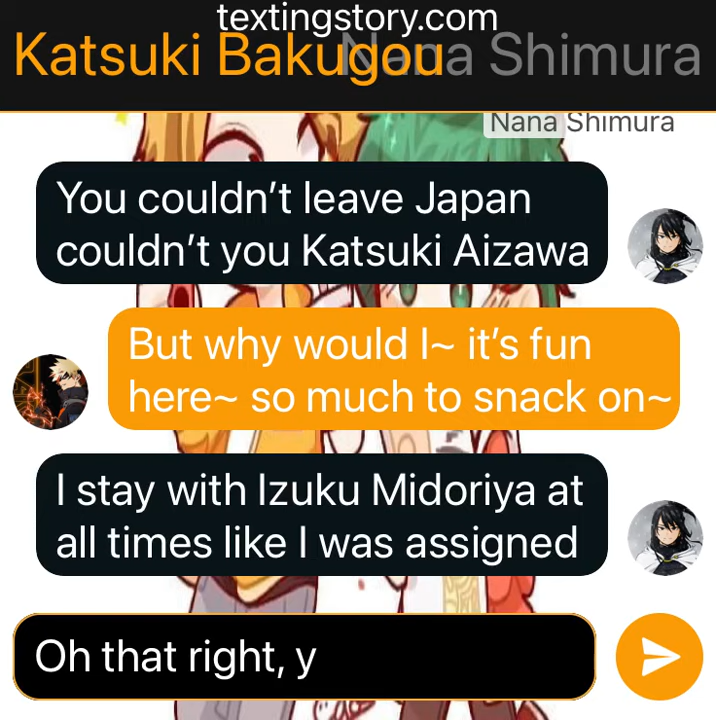 textingstory.com
Katsuki Bakugou Nana Shimura
Nana Shimura
You couldn't leave Japan
couldn't you Katsuki Aizawa
But why would I~ it's fun
here~ so much to snack on~
I stay with Izuku Midoriya at
all times like I was assigned
Oh that right, y